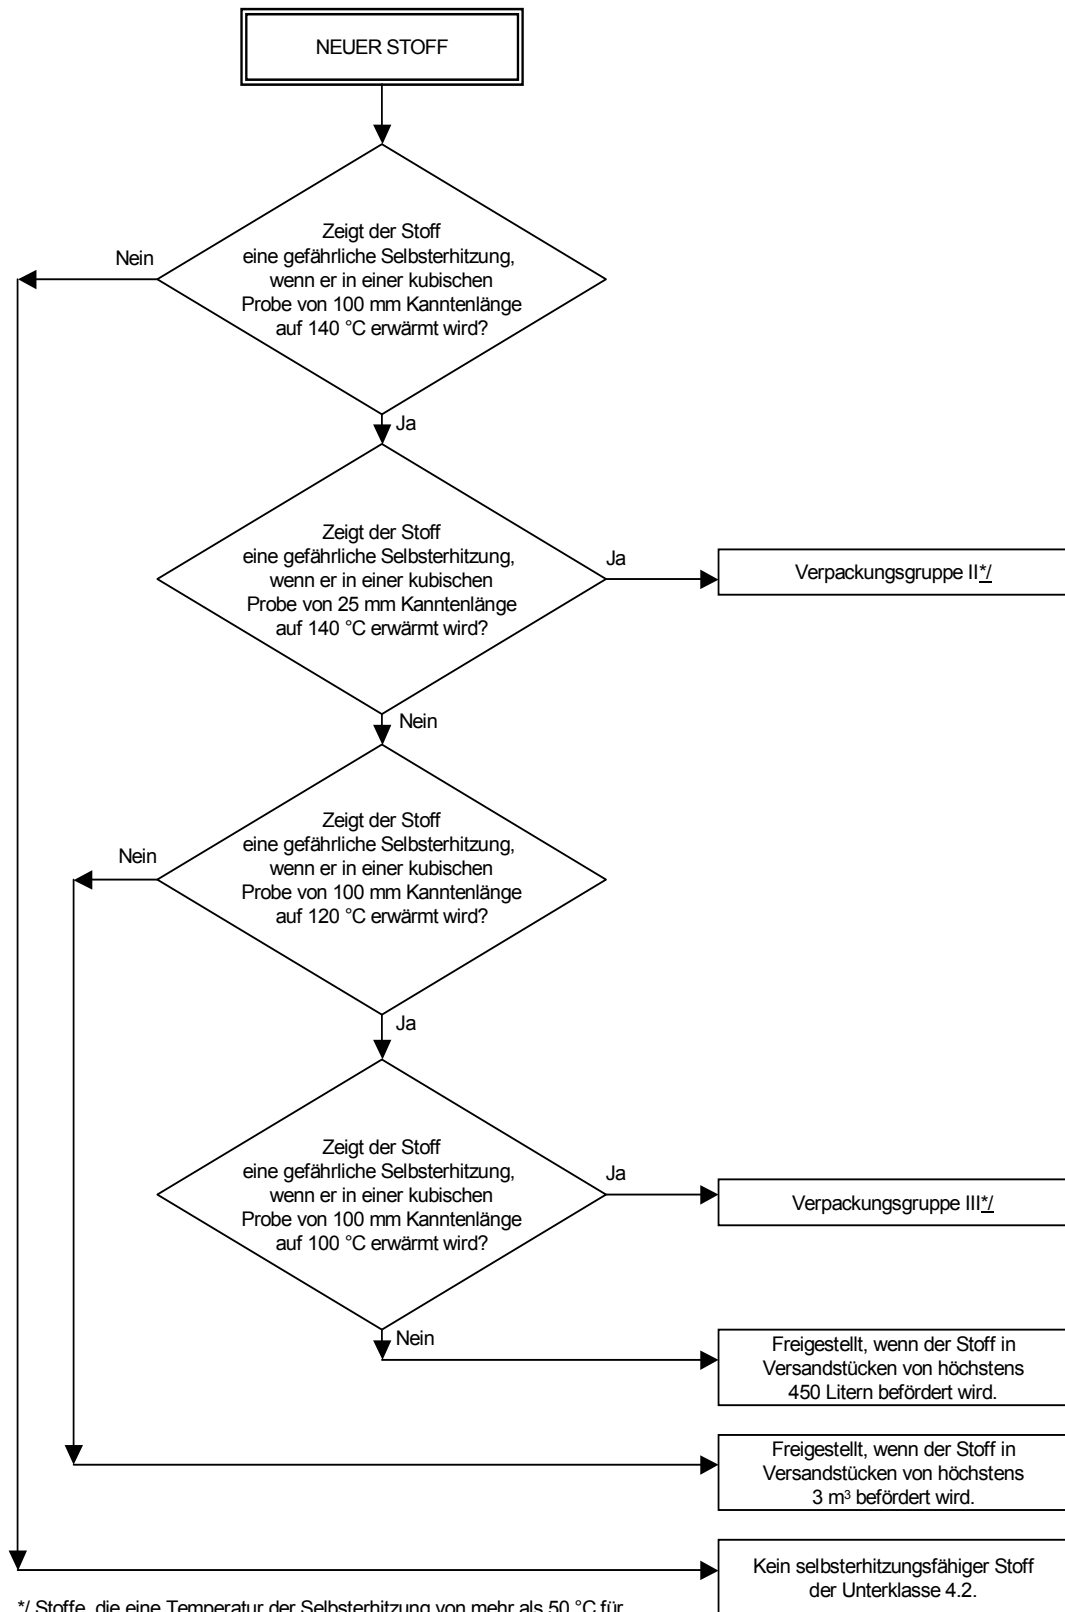 NEUER STOFF
Zeigt der Stoff
eine gefährliche Selbsterhitzung,
wenn er in einer kubischen
Probe von 100 mm Kanntenlänge
auf 140 °C erwärmt wird?
Nein
Ja
Zeigt der Stoff
eine gefährliche Selbsterhitzung,
wenn er in einer kubischen
Probe von 25 mm Kanntenlänge
auf 140 °C erwärmt wird?
Ja
Verpackungsgruppe II*/
Nein
Zeigt der Stoff
eine gefährliche Selbsterhitzung,
wenn er in einer kubischen
Probe von 100 mm Kanntenlänge
auf 120 °C erwärmt wird?
Nein
Ja
Zeigt der Stoff
eine gefährliche Selbsterhitzung,
wenn er in einer kubischen
Probe von 100 mm Kanntenlänge
auf 100 °C erwärmt wird?
Ja
Verpackungsgruppe III*/
Nein
Freigestellt, wenn der Stoff in
Versandstücken von höchstens
450 Litern befördert wird.
Freigestellt, wenn der Stoff in
Versandstücken von höchstens
3 m³ befördert wird.
Kein selbsterhitzungsfähiger Stoff
der Unterklasse 4.2.
*/ Stoffe, die eine Temperatur der Selbsterhitzung von mehr als 50 °C für